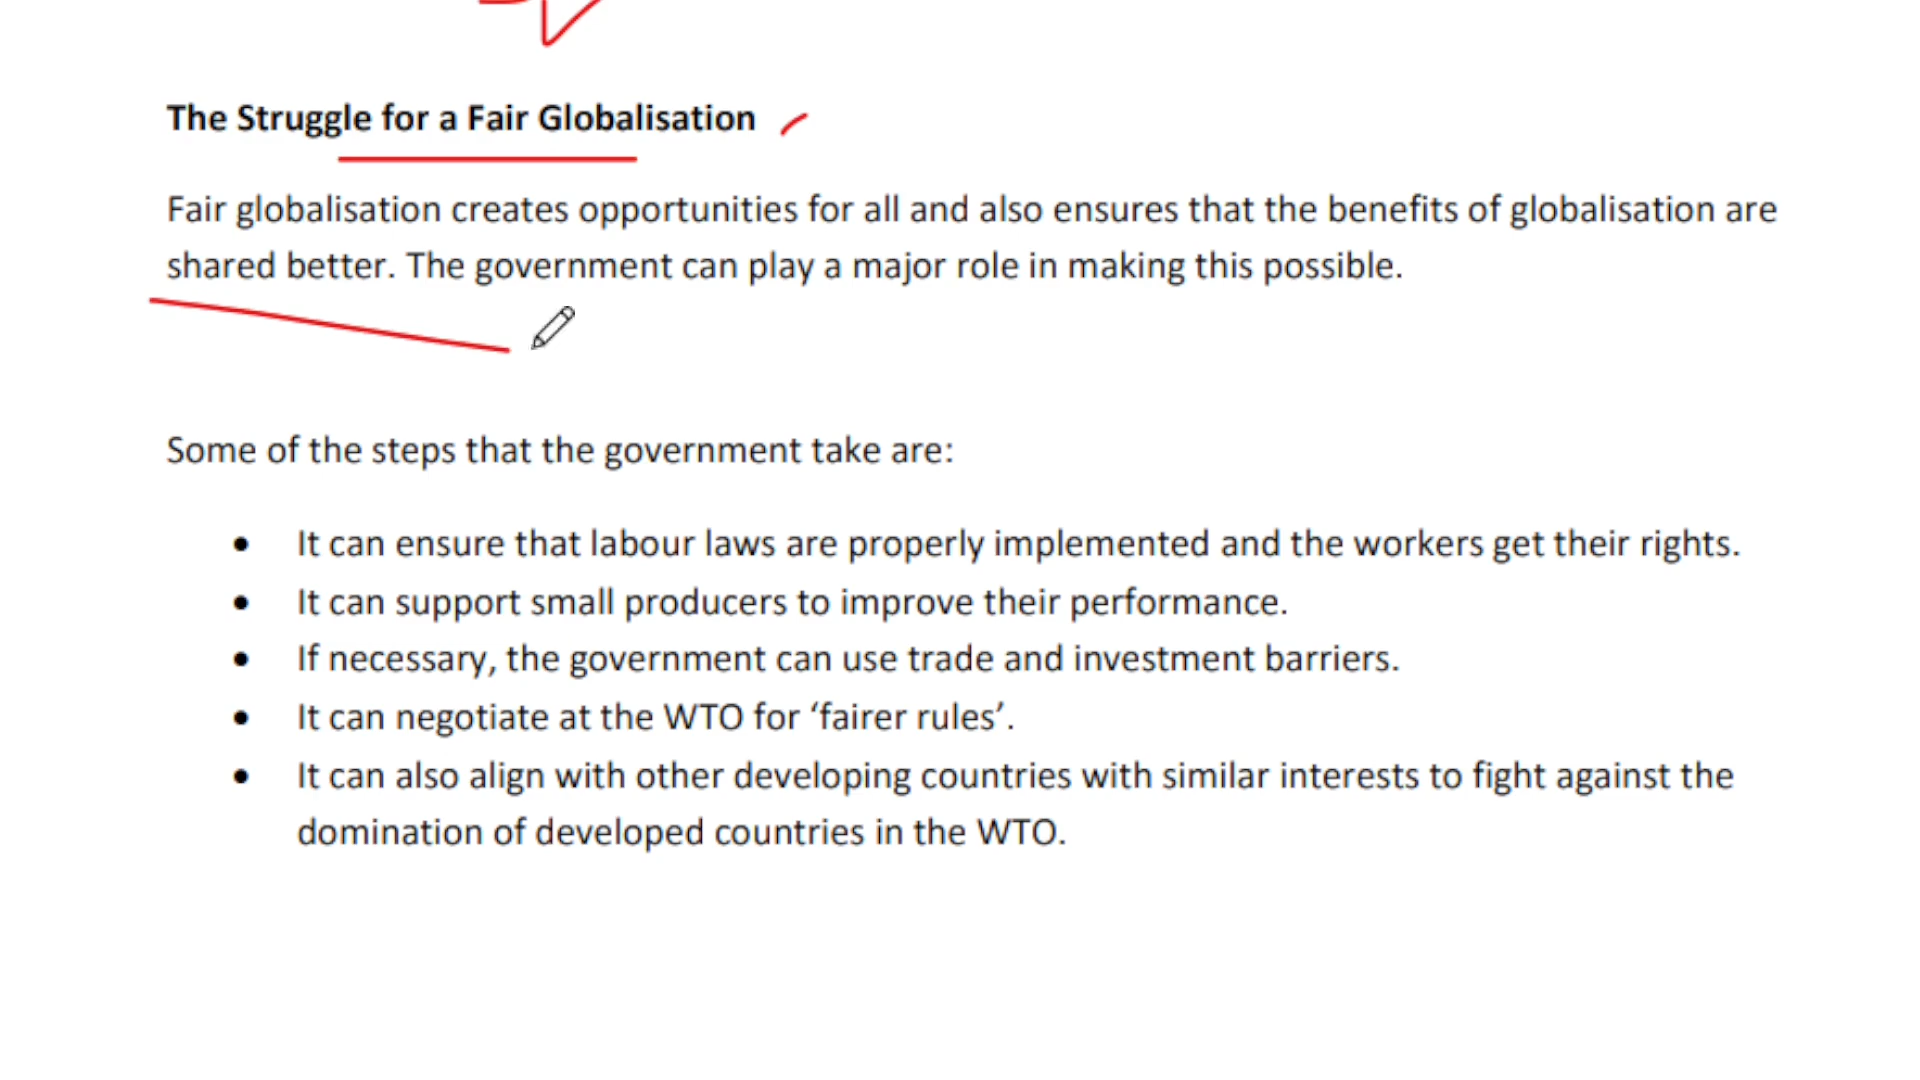 The Struggle for a Fair Globalisation
Fair globalisation creates opportunities for all and also ensures that the benefits of globalisation are
shared better. The government can play a major role in making this possible.
Some of the steps that the government take are:
• It can ensure that labour laws are properly implemented and the workers get their rights.
• It can support small producers to improve their performance.
• If necessary, the government can use trade and investment barriers.
• It can negotiate at the WTO for ‘fairer rules’.
• It can also align with other developing countries with similar interests to fight against the
domination of developed countries in the WTO.